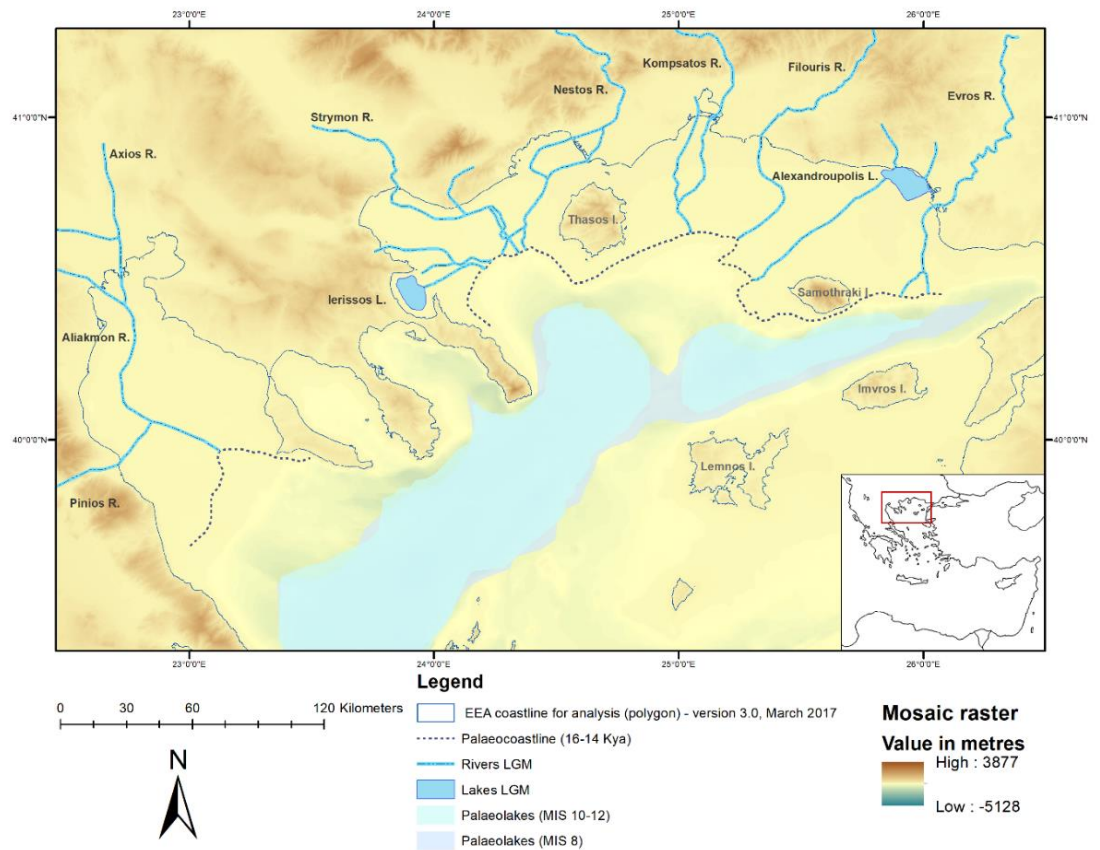 23°0'0"E 24°0'0"E 25°0'0"E 26°0'0"E
Kompsatos R.
Filouris R.
Nestos R.
Evros R.
Strymon R.
41°0'0"N 41°0'0"N
Axios R.
Alexandroupolis L.
Thasos I.
Ierissos L.
Samothraki I.
Aliakmon R.
Imvros I.
40°0'0"N 40°0'0"N
Lemnos I.
Pinios R.
23°0'0"E 24°0'0"E 25°0'0"E 26°0'0"E
0 30 60 120 Kilometers
N
Legend
EEA coastline for analysis (polygon) - version 3.0, March 2017
Palaeocoastline (16-14 Kya)
Rivers LGM
Lakes LGM
Palaeolakes (MIS 10-12)
Palaeolakes (MIS 8)
Mosaic raster
Value in metres
High : 3877
Low : -5128